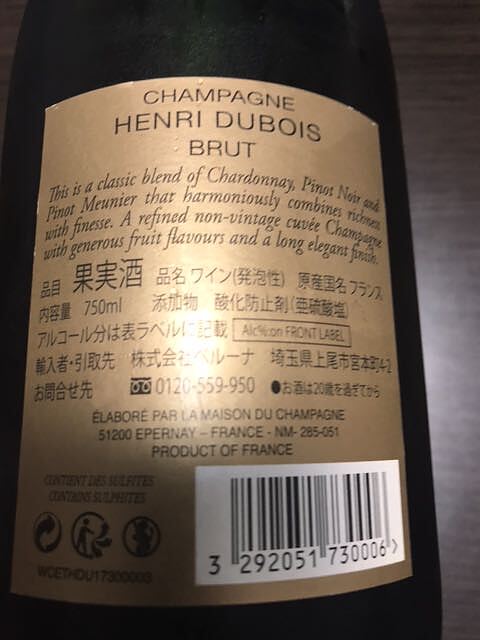 CHAMPAGNE
HENRI DUBOIS
BRUT
This is a classic blend of Chardonnay, Pinot Noir and
Pinot Meunier that harmoniously combines richness
with finesse. A refined non-vintage cuvée Champagne
with generous fruit flavours and a long elegant finish.
品目 果実酒 品名 ワイン(発泡性) 原産国名 フランス
内容量 750ml 添加物 酸化防止剤(亜硫酸塩)
アルコール分は表ラベルに記載 Alc%:on FRONT LABEL
輸入者・引取先 株式会社ベルーナ 埼玉県上尾市宮本町4-2
お問合せ先 0120-559-950 ●お酒は20歳を過ぎてから
ÉLABORÉ PAR LA MAISON DU CHAMPAGNE
51200 EPERNAY – FRANCE - NM- 285-051
PRODUCT OF FRANCE
CONTIENT DES SULFITES
CONTAINS SULPHITES
WCETHDU17300003
3 292051 730006 >